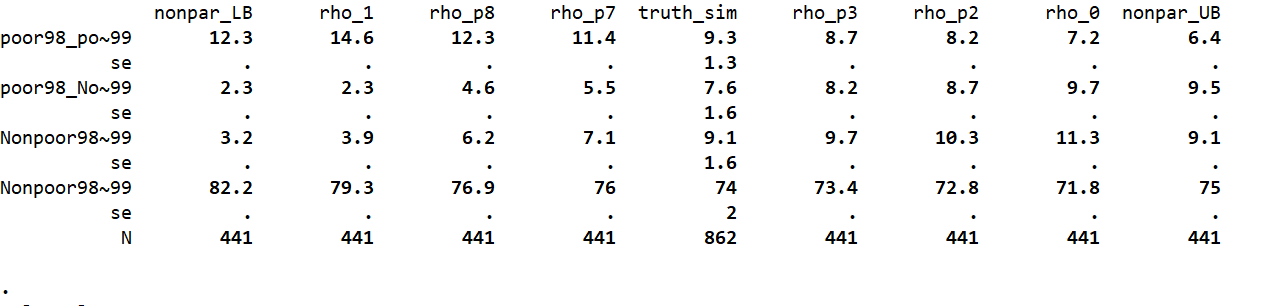 nonpar_LB rho_1 rho_p8 rho_p7 truth_sim rho_p3 rho_p2 rho_0 nonpar_UB
poor98_po~99 12.3 14.6 12.3 11.4 9.3 8.7 8.2 7.2 6.4
se . . . . 1.3 . . . .
poor98_No~99 2.3 2.3 4.6 5.5 7.6 8.2 8.7 9.7 9.5
se . . . . 1.6 . . . .
Nonpoor98~99 3.2 3.9 6.2 7.1 9.1 9.7 10.3 11.3 9.1
se . . . . 1.6 . . . .
Nonpoor98~99 82.2 79.3 76.9 76 74 73.4 72.8 71.8 75
se . . . . 2 . . . .
N 441 441 441 441 862 441 441 441 441
.